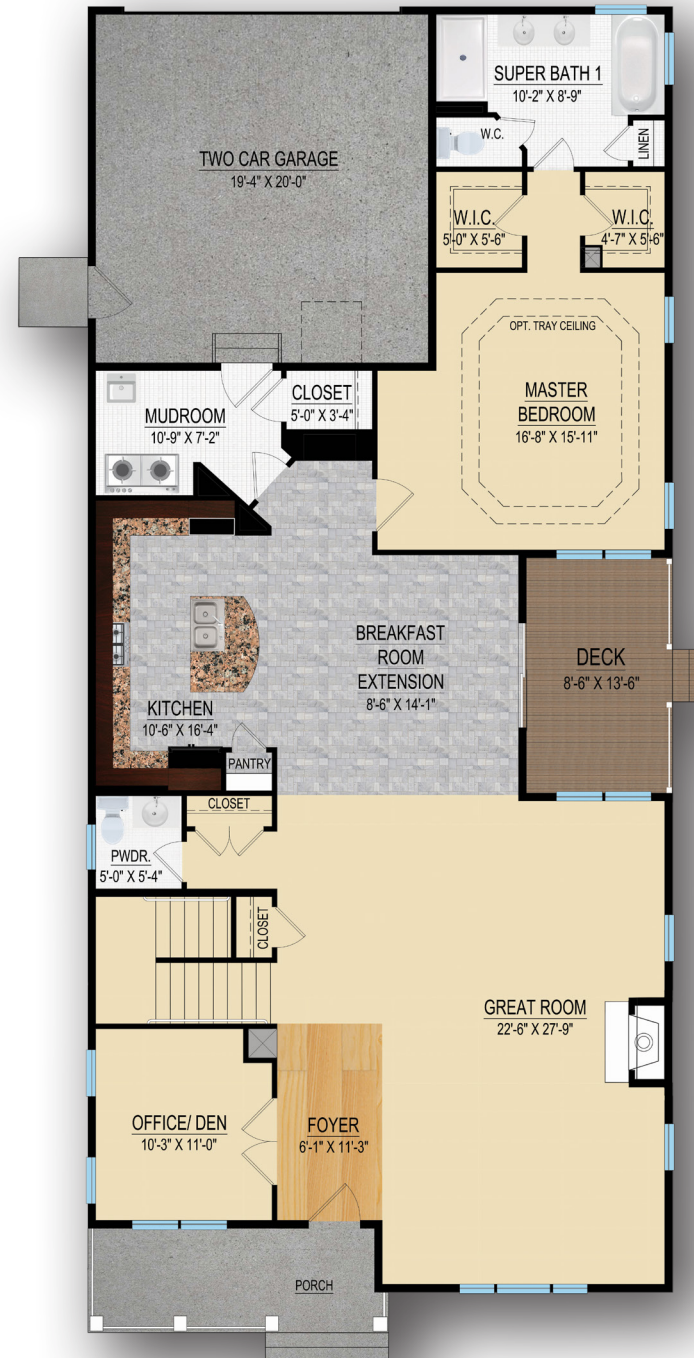 SUPER BATH 1
10'-2" X 8'-9"
W.C.
LINEN
TWO CAR GARAGE
19'-4" X 20'-0"
W.I.C.
5'-0" X 5'-6"
W.I.C.
4'-7" X 5'-6"
OPT. TRAY CEILING
MASTER
BEDROOM
16'-8" X 15'-11"
CLOSET
5'-0" X 3'-4"
MUDROOM
10'-9" X 7'-2"
BREAKFAST
ROOM
EXTENSION
8'-6" X 14'-1"
DECK
8'-6" X 13'-6"
KITCHEN
10'-6" X 16'-4"
PANTRY
CLOSET
PWDR.
5'-0" X 5'-4"
CLOSET
GREAT ROOM
22'-6" X 27'-9"
OFFICE/ DEN
10'-3" X 11'-0"
FOYER
6'-1" X 11'-3"
PORCH